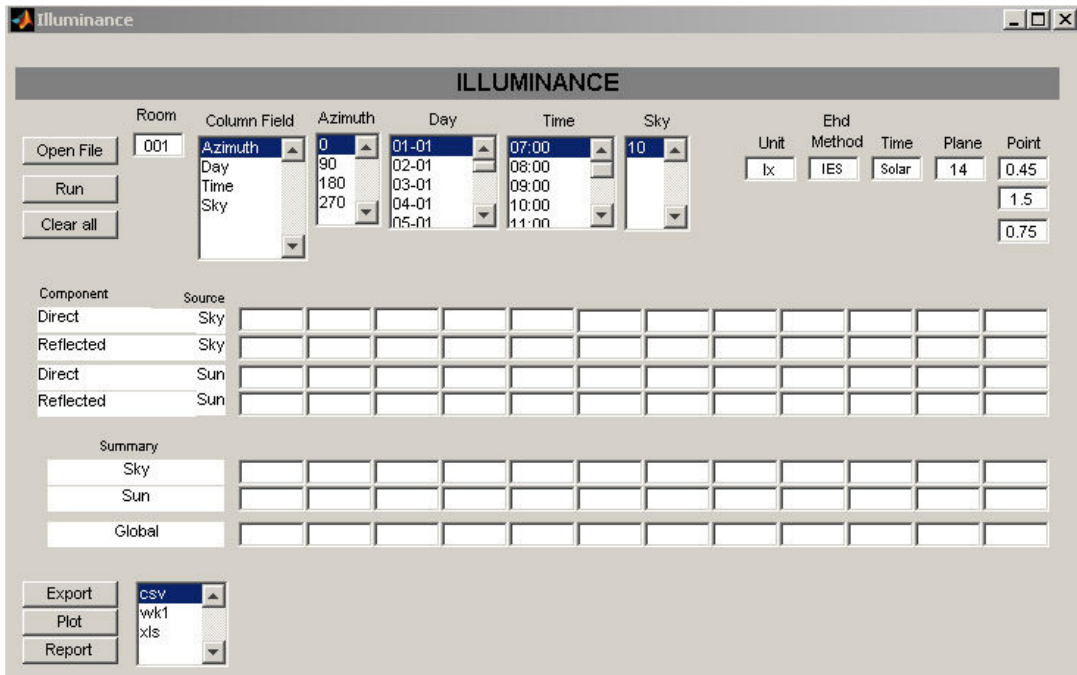 Illuminance
ILLUMINANCE
Room Column Field Azimuth Day Time Sky Unit Ehd Method Time Plane Point
Open File
Run
Clear all
001
Azimuth
Day
Time
Sky
0
90
180
270
01-01
02-01
03-01
04-01
05-01
07:00
08:00
09:00
10:00
11:00
10
lx IES Solar 14 0.45
1.5
0.75
Component Source
Direct Sky
Reflected Sky
Direct Sun
Reflected Sun
Summary
Sky
Sun
Global
Export
Plot
Report
csv
wk1
xls